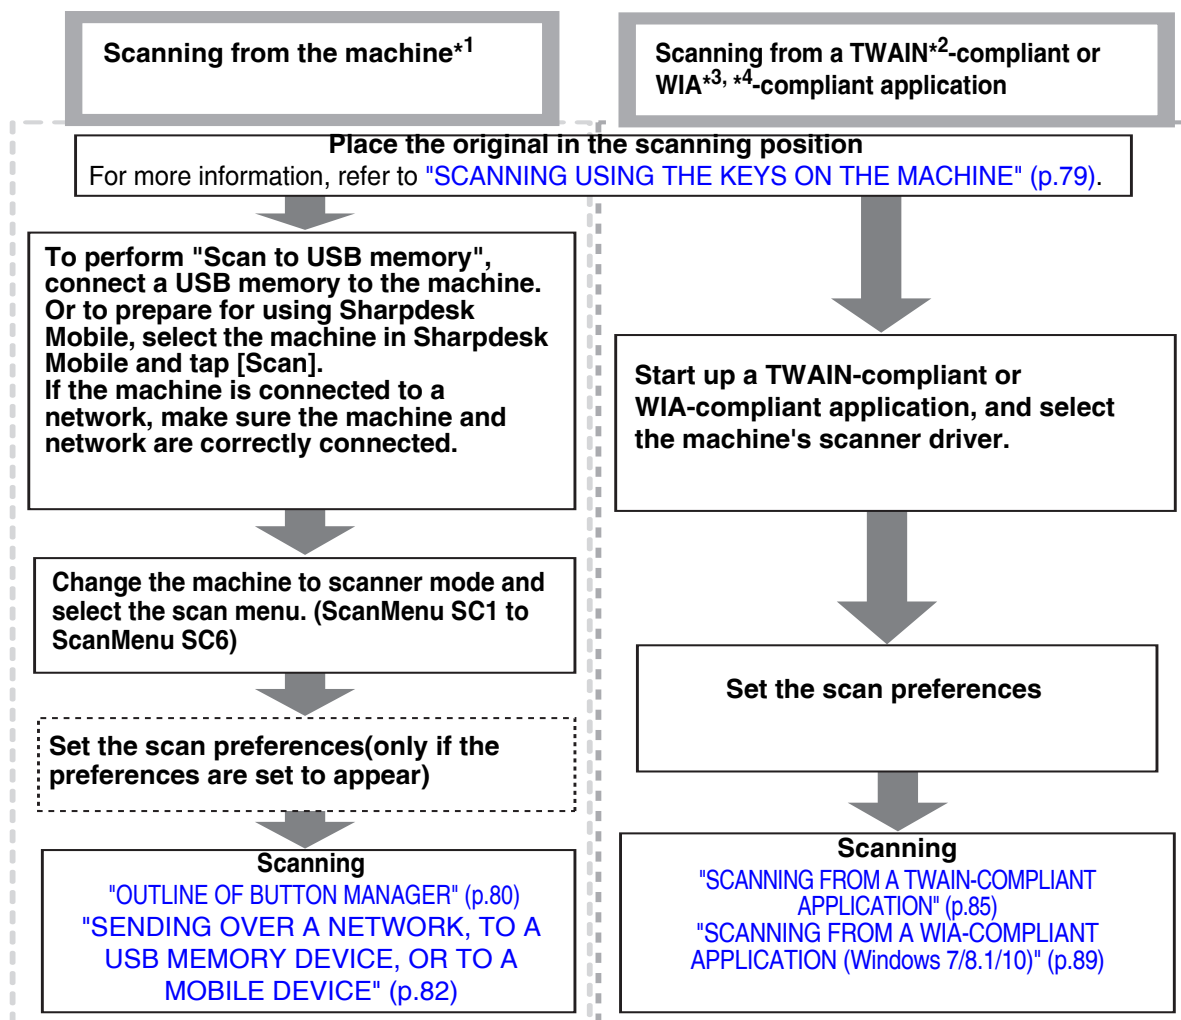 Scanning from the machine*1
Scanning from a TWAIN*2-compliant or
WIA*3, *4-compliant application
Place the original in the scanning position
For more information, refer to "SCANNING USING THE KEYS ON THE MACHINE" (p.79).
To perform "Scan to USB memory",
connect a USB memory to the machine.
Or to prepare for using Sharpdesk
Mobile, select the machine in Sharpdesk
Mobile and tap [Scan].
If the machine is connected to a
network, make sure the machine and
network are correctly connected.
Change the machine to scanner mode and
select the scan menu. (ScanMenu SC1 to
ScanMenu SC6)
Set the scan preferences(only if the
preferences are set to appear)
Scanning
"OUTLINE OF BUTTON MANAGER" (p.80)
"SENDING OVER A NETWORK, TO A
USB MEMORY DEVICE, OR TO A
MOBILE DEVICE" (p.82)
Start up a TWAIN-compliant or
WIA-compliant application, and select
the machine's scanner driver.
Set the scan preferences
Scanning
"SCANNING FROM A TWAIN-COMPLIANT
APPLICATION" (p.85)
"SCANNING FROM A WIA-COMPLIANT
APPLICATION (Windows 7/8.1/10)" (p.89)